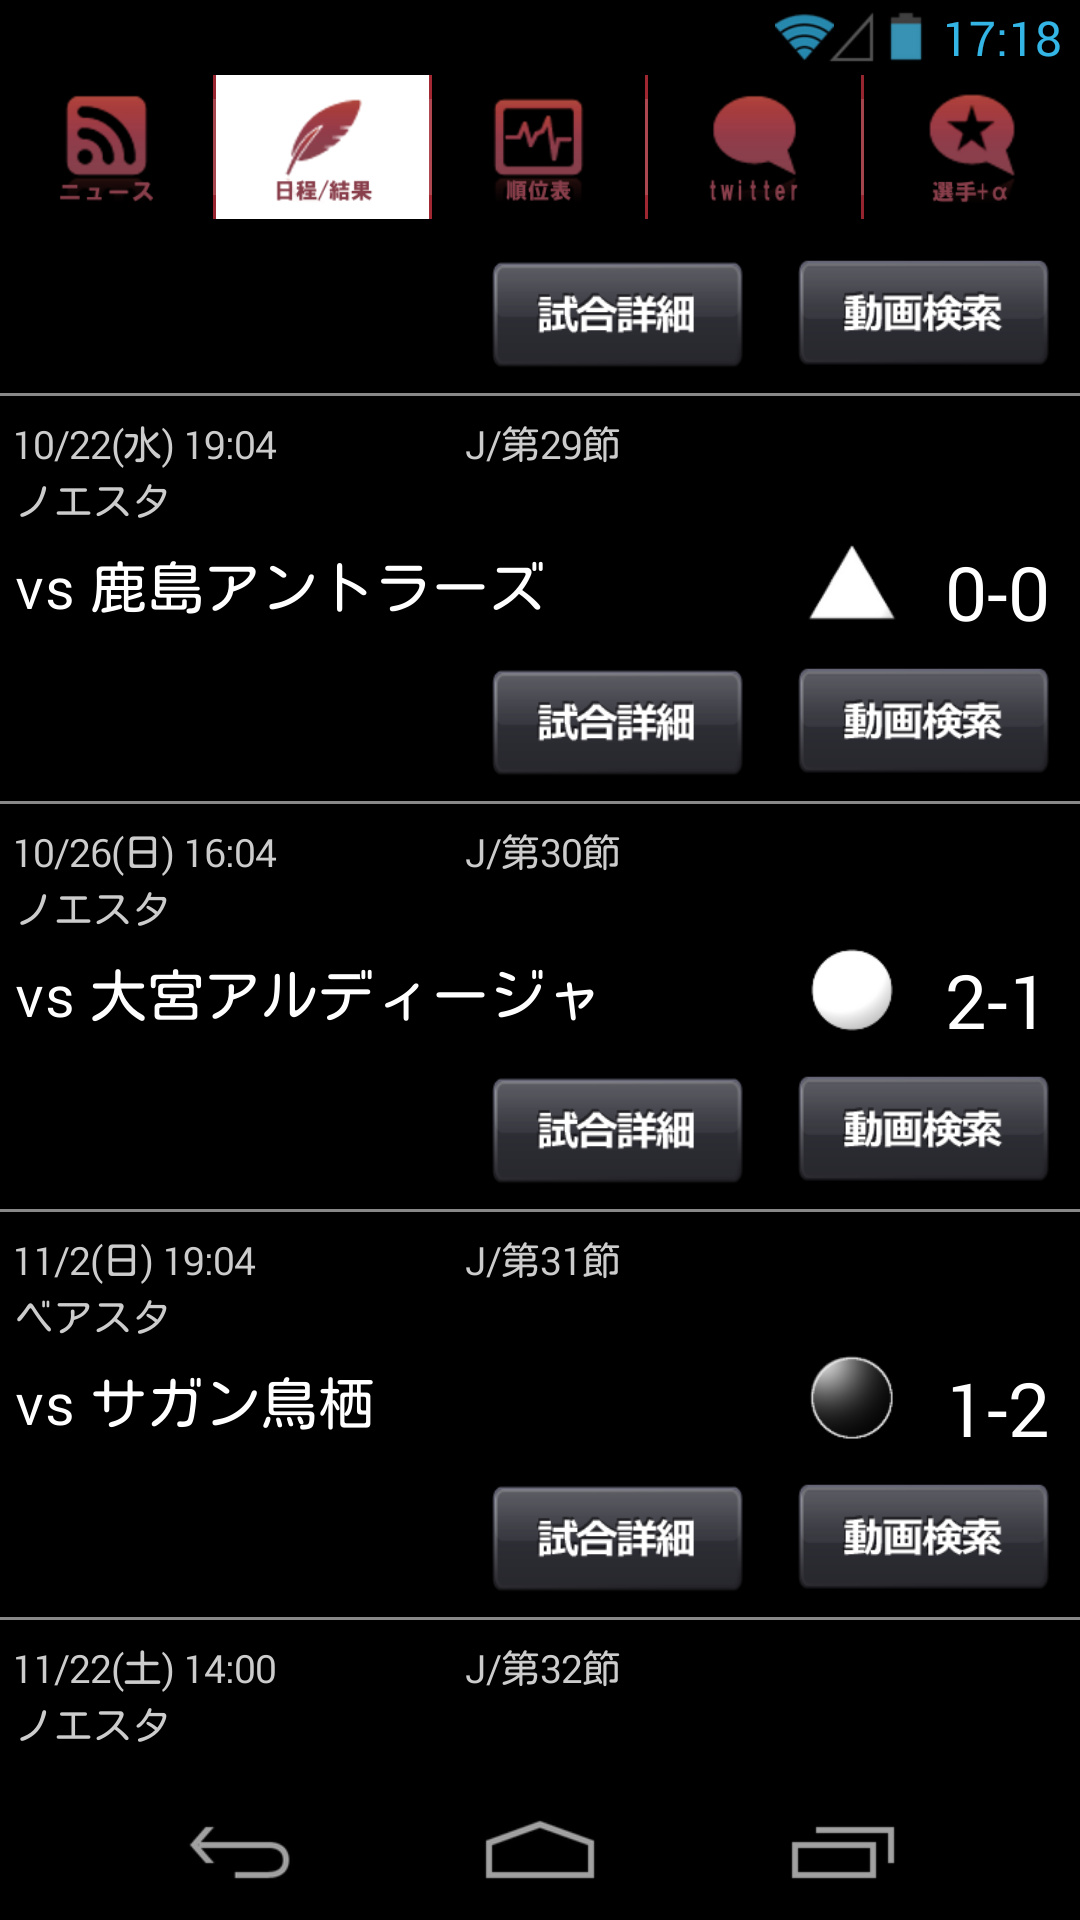 17:18
ニュース
日程/結果
順位表
twitter
選手+α
試合詳細 動画検索
10/22(水) 19:04 J/第29節
ノエスタ
vs 鹿島アントラーズ 0-0
試合詳細 動画検索
10/26(日) 16:04 J/第30節
ノエスタ
vs 大宮アルディージャ 2-1
試合詳細 動画検索
11/2(日) 19:04 J/第31節
ベアスタ
vs サガン鳥栖 1-2
試合詳細 動画検索
11/22(土) 14:00 J/第32節
ノエスタ